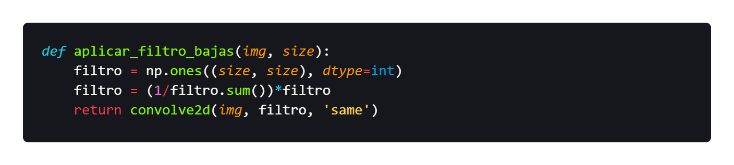 def aplicar_filtro_bajas(img, size):
    filtro = np.ones((size, size), dtype=int)
    filtro = (1/filtro.sum())*filtro
    return convolve2d(img, filtro, 'same')